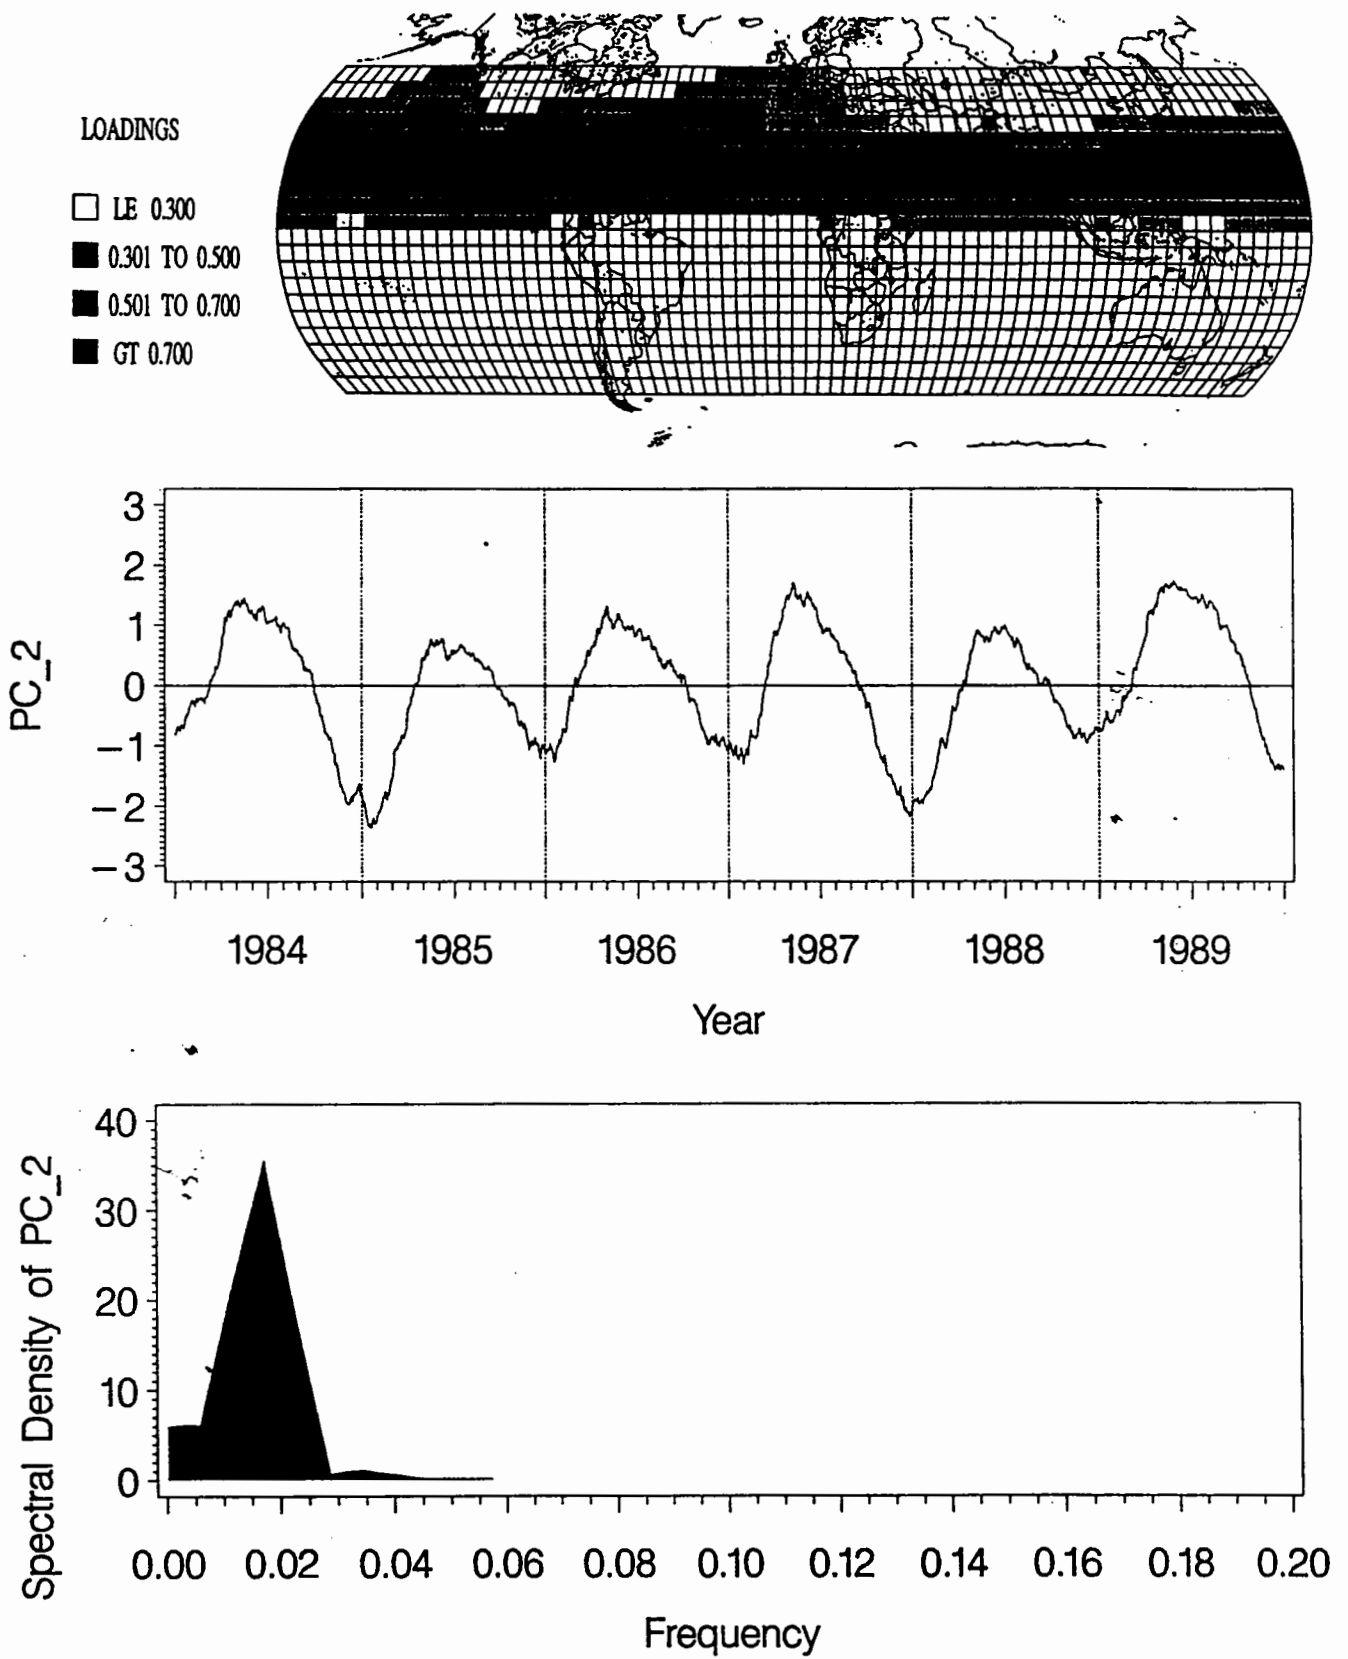 LOADINGS
LE 0.300
0.301 TO 0.500
0.501 TO 0.700
GT 0.700
3
2
1
0
−1
−2
−3
PC_2
1984 1985 1986 1987 1988 1989
Year
40
30
20
10
0
Spectral Density of PC_2
0.00 0.02 0.04 0.06 0.08 0.10 0.12 0.14 0.16 0.18 0.20
Frequency